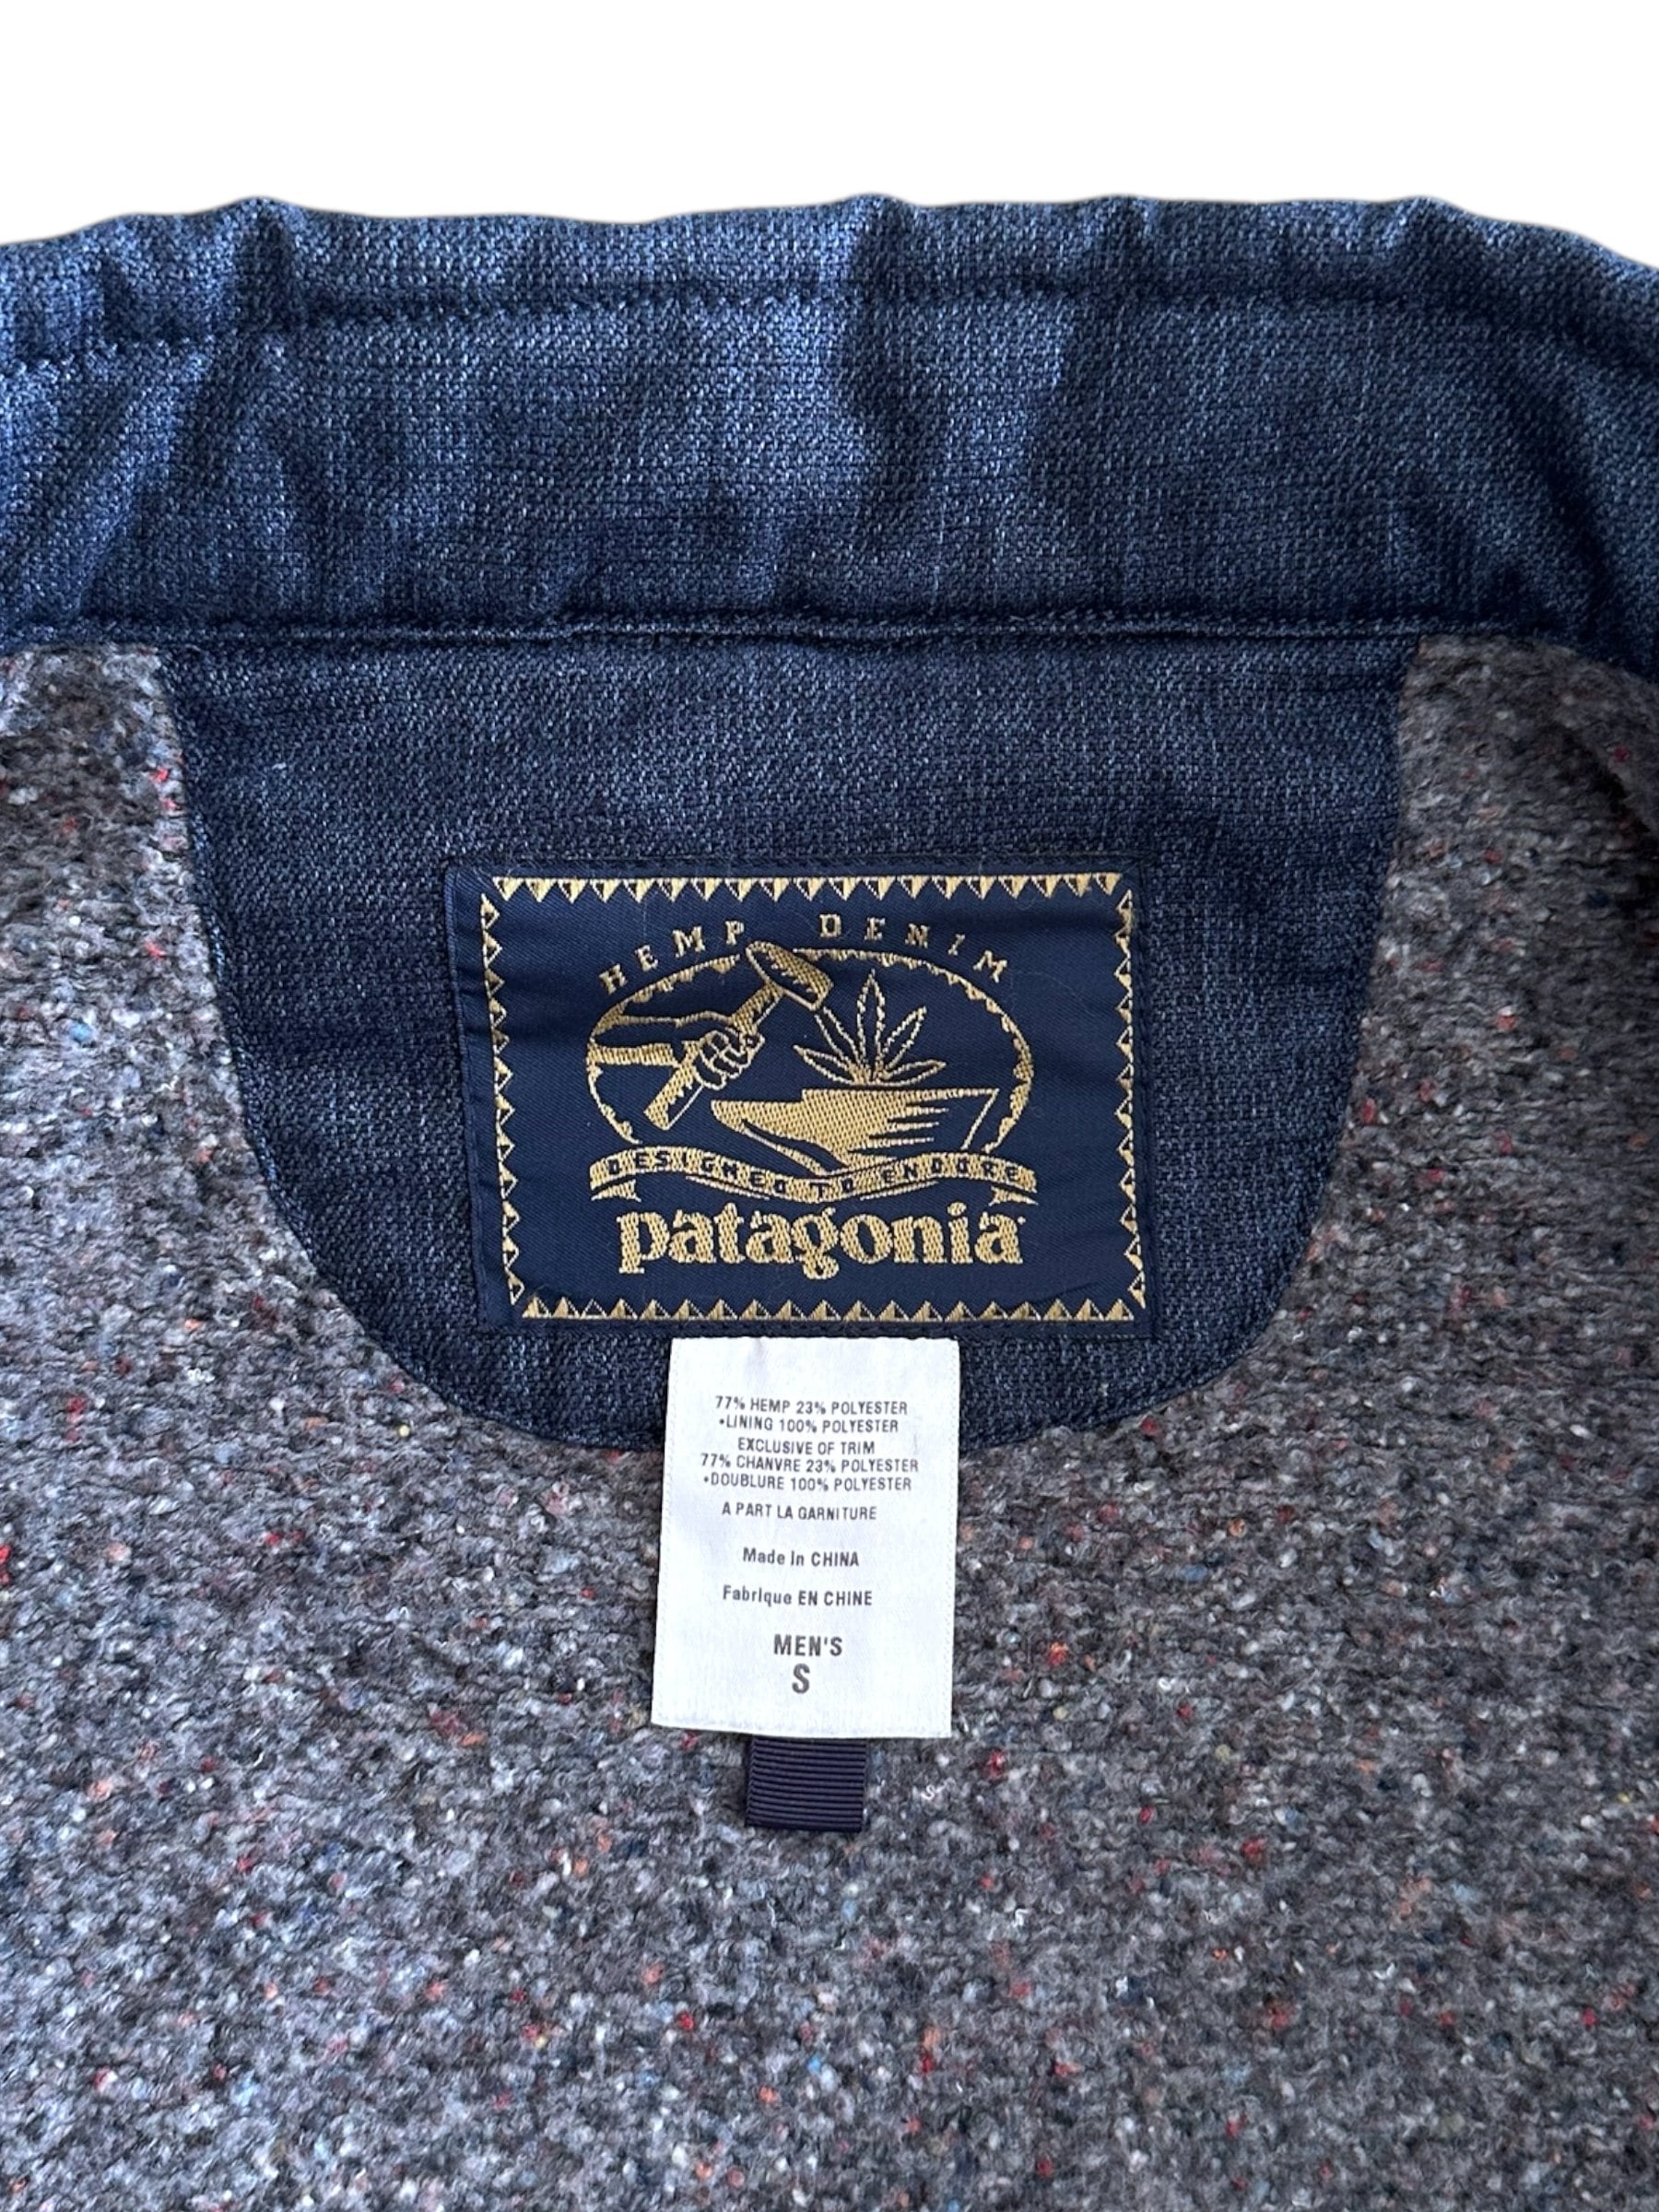 HEMP DENIM
DESIGNED TO ENDURE
patagonia
77% HEMP 23% POLYESTER
•LINING 100% POLYESTER
EXCLUSIVE OF TRIM
77% CHANVRE 23% POLYESTER
•DOUBLURE 100% POLYESTER
A PART LA GARNITURE
Made In CHINA
Fabrique EN CHINE
MEN'S
S